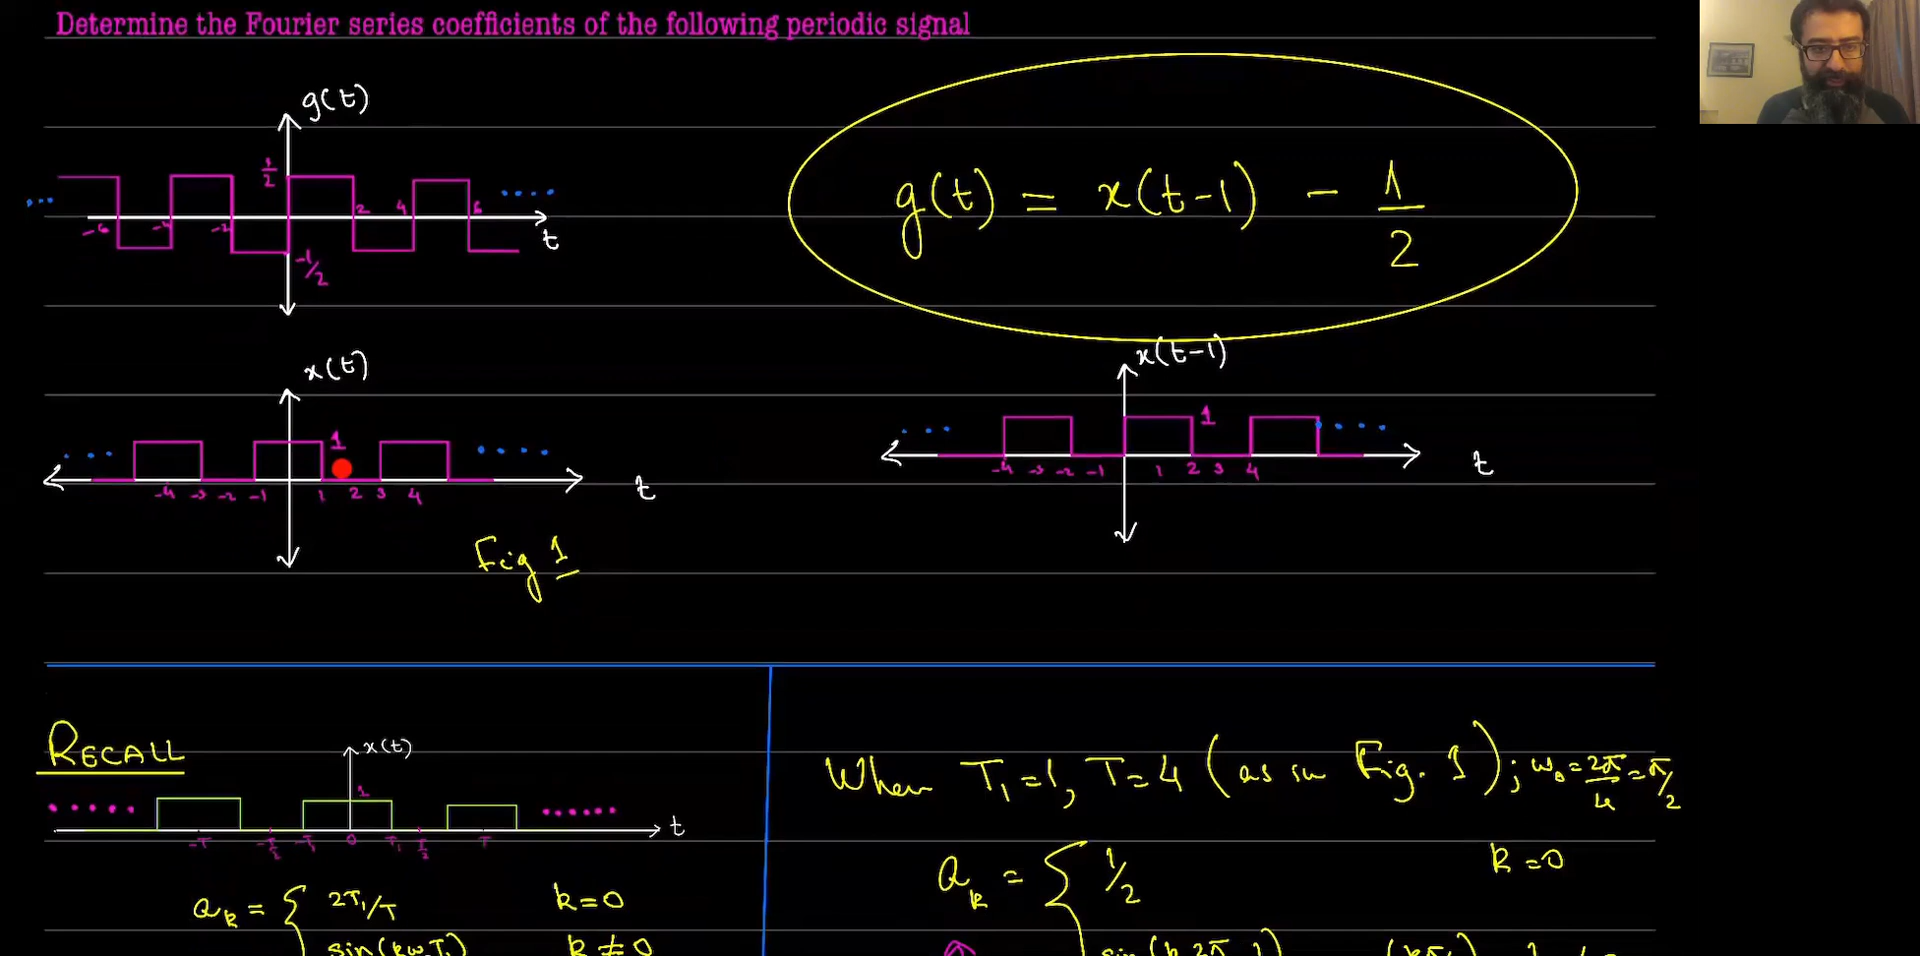 Determine the Fourier series coefficients of the following periodic signal
g(t)
1/2
-6 -4 -2 2 4 6
t
-1/2
g(t) = x(t-1) - 1/2
x(t)
1
-4 -3 -2 -1 1 2 3 4
t
Fig 1
x(t-1)
1
-4 -3 -2 -1 1 2 3 4
t
RECALL
x(t)
1
-T -T/2 -T₁ 0 T₁ T/2 T
t
aₖ = { 2T₁/T k=0
sin(kω₀T₁) k≠0
When T₁=1, T=4 (as in Fig. 1); ω₀ = 2π/4 = π/2
aₖ = { 1/2 k=0